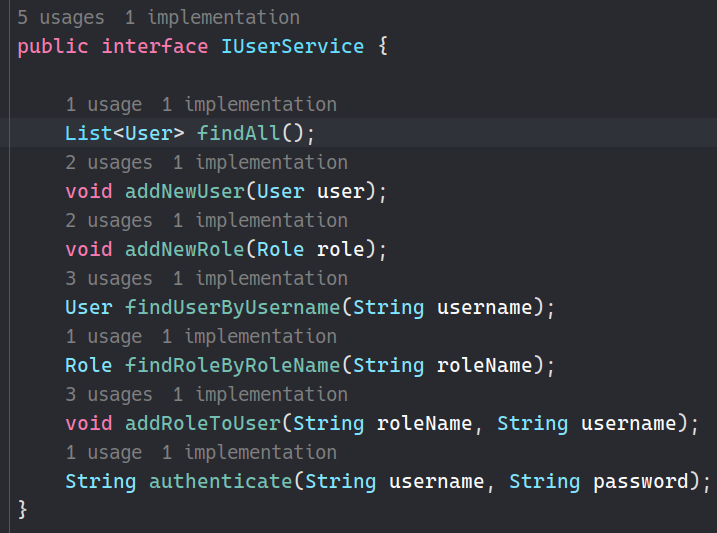 5 usages 1 implementation
public interface IUserService {
1 usage 1 implementation
List<User> findAll();
2 usages 1 implementation
void addNewUser(User user);
2 usages 1 implementation
void addNewRole(Role role);
3 usages 1 implementation
User findUserByUsername(String username);
1 usage 1 implementation
Role findRoleByRoleName(String roleName);
3 usages 1 implementation
void addRoleToUser(String roleName, String username);
1 usage 1 implementation
String authenticate(String username, String password);
}